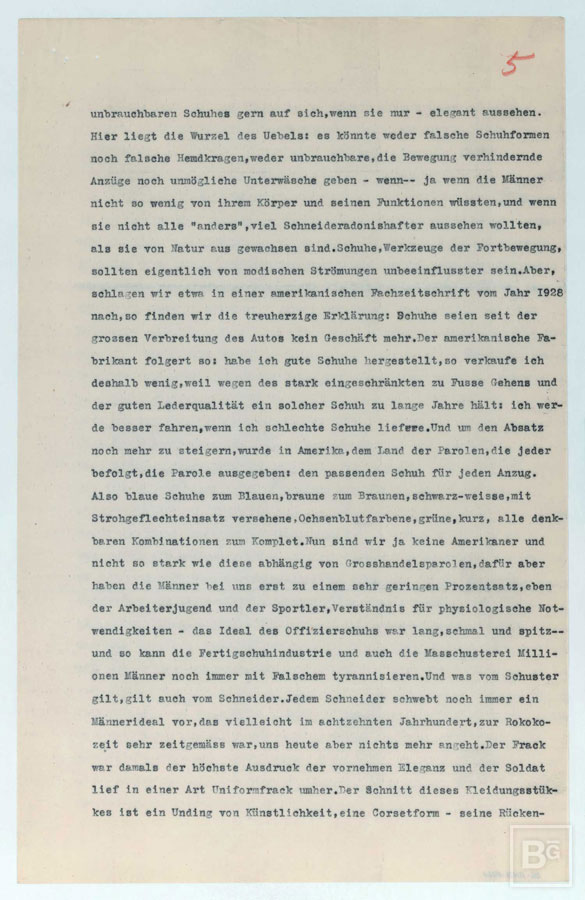 5
unbrauchbaren Schuhes gern auf sich,wenn sie nur - elegant aussehen.
Hier liegt die Wurzel des Uebels: es könnte weder falsche Schuhformen
noch falsche Hemdkragen,weder unbrauchbare,die Bewegung verhindernde
Anzüge noch unmögliche Unterwäsche geben - wenn-- ja wenn die Männer
nicht so wenig von ihrem Körper und seinen Funktionen wüssten,und wenn
sie nicht alle "anders",viel Schneideradonishafter aussehen wollten,
als sie von Natur aus gewachsen sind.Schuhe,Werkzeuge der Fortbewegung,
sollten eigentlich von modischen Strömungen unbeeinflusster sein.Aber,
schlagen wir etwa in einer amerikanischen Fachzeitschrift vom Jahr I928
nach,so finden wir die treuherzige Erklärung: Schuhe seien seit der
grossen Verbreitung des Autos kein Geschäft mehr.Der amerikanische Fa-
brikant folgert so: habe ich gute Schuhe hergestellt,so verkaufe ich
deshalb wenig,weil wegen des stark eingeschränkten zu Fusse Gehens und
der guten Lederqualität ein solcher Schuh zu lange Jahre hält: ich wer-
de besser fahren,wenn ich schlechte Schuhe liefere.Und um den Absatz
noch mehr zu steigern,wurde in Amerika,dem Land der Parolen,die jeder
befolgt,die Parole ausgegeben: den passenden Schuh für jeden Anzug.
Also blaue Schuhe zum Blauen,braune zum Braunen,schwarz-weisse,mit
Strohgeflechteinsatz versehene,Ochsenblutfarbene,grüne,kurz, alle denk-
baren Kombinationen zum Komplet.Nun sind wir ja keine Amerikaner und
nicht so stark wie diese abhängig von Grosshandelsparolen,dafür aber
haben die Männer bei uns erst zu einem sehr geringen Prozentsatz,eben
der Arbeiterjugend und der Sportler,Verständnis für physiologische Not-
wendigkeiten - das Ideal des Offizierschuhs war lang,schmal und spitz--
und so kann die Fertigschuhindustrie und auch die Masschusterei Milli-
onen Männer noch immer mit Falschem tyrannisieren.Und was vom Schuster
gilt,gilt auch vom Schneider.Jedem Schneider schwebt noch immer ein
Männerideal vor,das vielleicht im achtzehnten Jahrhundert,zur Rokoko-
zeit sehr zeitgemäss war,uns heute aber nichts mehr angeht.Der Frack
war damals der höchste Ausdruck der vornehmen Eleganz und der Soldat
lief in einer Art Uniformfrack umher.Der Schnitt dieses Kleidungsstük-
kes ist ein Unding von Künstlichkeit,eine Corsetform - seine Rücken-
BG